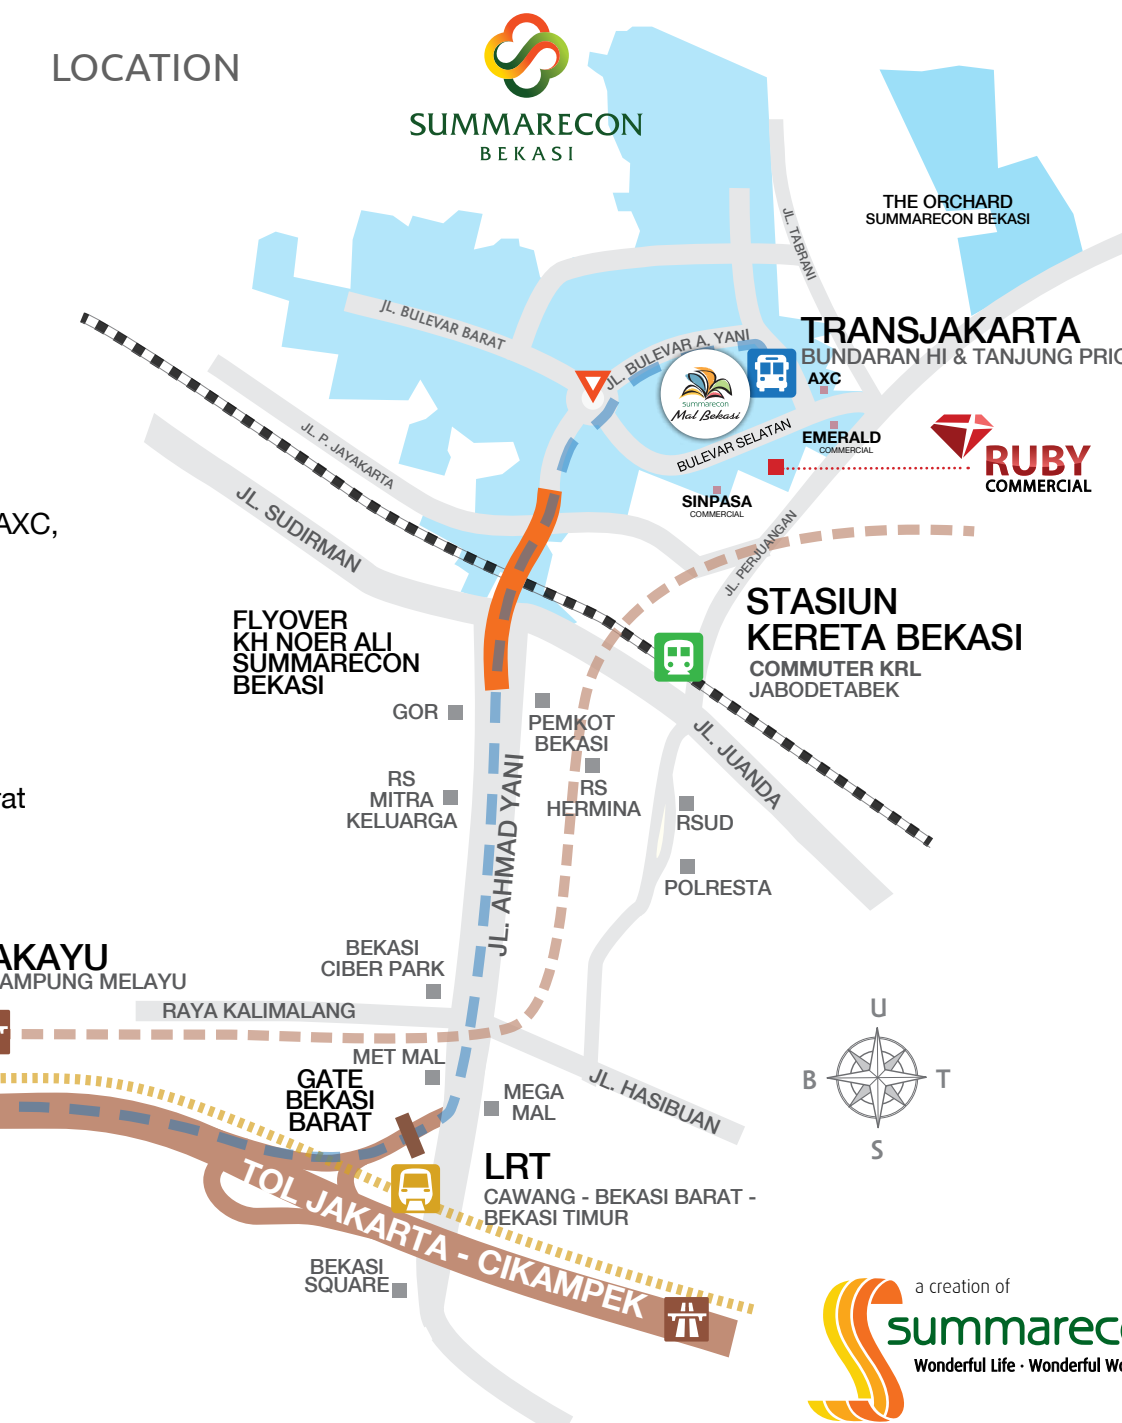 LOCATION
SUMMARECON
BEKASI
THE ORCHARD
SUMMARECON BEKASI
JL. TABRANI
JL. BULEVAR BARAT
JL. BULEVAR A. YANI
TRANSJAKARTA
BUNDARAN HI & TANJUNG PRIO
AXC
summarecon
Mal Bekasi
BULEVAR SELATAN
EMERALD
COMMERCIAL
RUBY
COMMERCIAL
JL. P. JAYAKARTA
SINPASA
COMMERCIAL
JL. SUDIRMAN
AXC,
JL. PERJUANGAN
STASIUN
KERETA BEKASI
COMMUTER KRL
JABODETABEK
FLYOVER
KH NOER ALI
SUMMARECON
BEKASI
GOR
PEMKOT
BEKASI
JL. JUANDA
RS
MITRA
KELUARGA
RS
HERMINA
RSUD
rat
JL. AHMAD YANI
POLRESTA
AKAYU
AMPUNG MELAYU
BEKASI
CIBER PARK
RAYA KALIMALANG
U
B
T
S
MET MAL
GATE
BEKASI
BARAT
MEGA
MAL
JL. HASIBUAN
LRT
CAWANG - BEKASI BARAT -
BEKASI TIMUR
TOL JAKARTA - CIKAMPEK
BEKASI
SQUARE
a creation of
summareco
Wonderful Life · Wonderful Wo